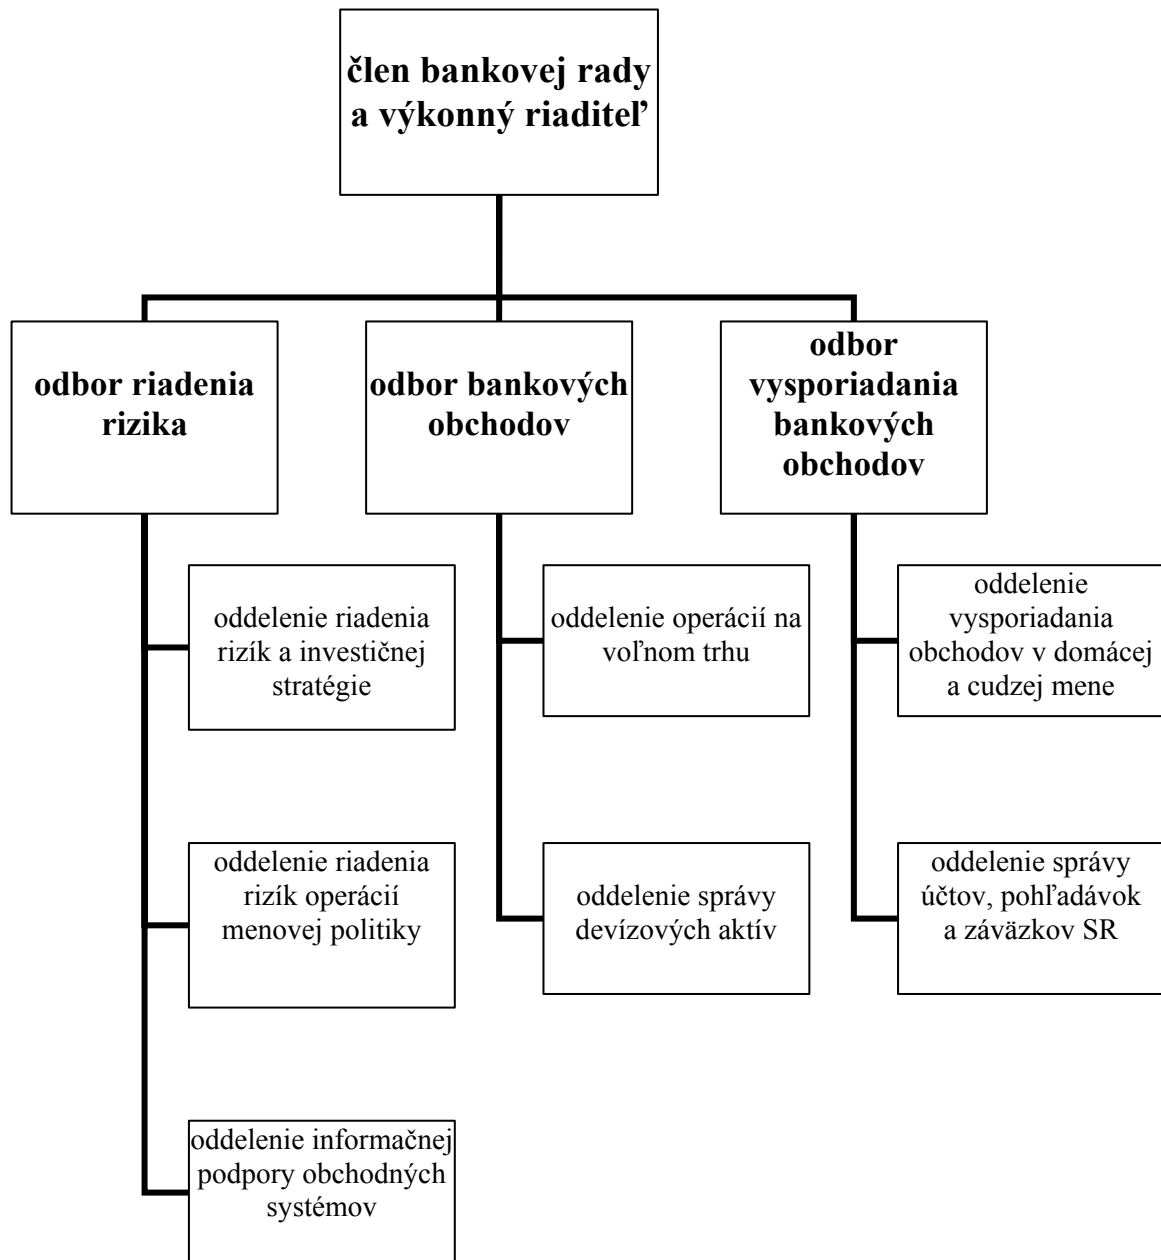 člen bankovej rady
a výkonný riaditeľ
odbor riadenia
rizika
odbor bankových
obchodov
odbor
vysporiadania
bankových
obchodov
oddelenie riadenia
rizík a investičnej
stratégie
oddelenie operácií na
voľnom trhu
oddelenie
vysporiadania
obchodov v domácej
a cudzej mene
oddelenie riadenia
rizík operácií
menovej politiky
oddelenie správy
devízových aktív
oddelenie správy
účtov, pohľadávok
a záväzkov SR
oddelenie informačnej
podpory obchodných
systémov